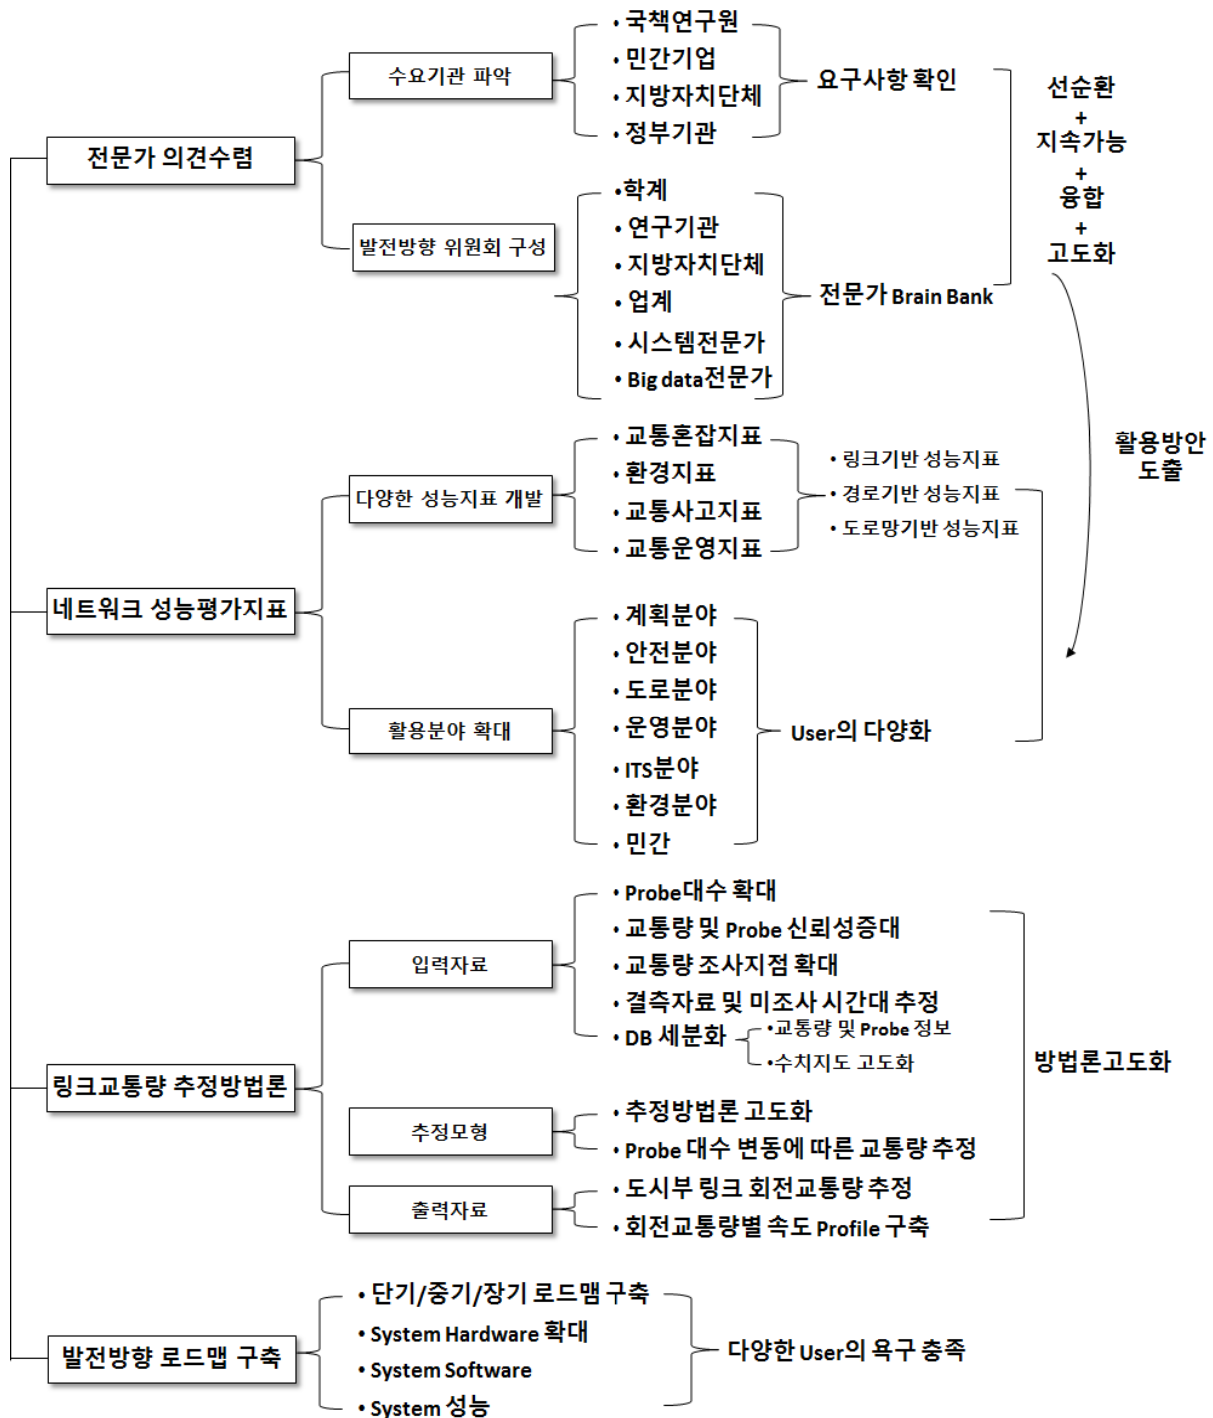 전문가 의견수렴
수요기관 파악
• 국책연구원
• 민간기업
• 지방자치단체
• 정부기관
요구사항 확인
발전방향 위원회 구성
•학계
• 연구기관
• 지방자치단체
• 업계
• 시스템전문가
• Big data전문가
전문가 Brain Bank
선순환
+
지속가능
+
융합
+
고도화
활용방안
도출
네트워크 성능평가지표
다양한 성능지표 개발
• 교통혼잡지표
• 환경지표
• 교통사고지표
• 교통운영지표
• 링크기반 성능지표
• 경로기반 성능지표
• 도로망기반 성능지표
활용분야 확대
• 계획분야
• 안전분야
• 도로분야
• 운영분야
• ITS분야
• 환경분야
• 민간
User의 다양화
링크교통량 추정방법론
입력자료
• Probe대수 확대
• 교통량 및 Probe 신뢰성증대
• 교통량 조사지점 확대
• 결측자료 및 미조사 시간대 추정
• DB 세분화
•교통량 및 Probe 정보
•수치지도 고도화
추정모형
• 추정방법론 고도화
• Probe 대수 변동에 따른 교통량 추정
출력자료
• 도시부 링크 회전교통량 추정
• 회전교통량별 속도 Profile 구축
방법론고도화
발전방향 로드맵 구축
• 단기/중기/장기 로드맵 구축
• System Hardware 확대
• System Software
• System 성능
다양한 User의 욕구 충족